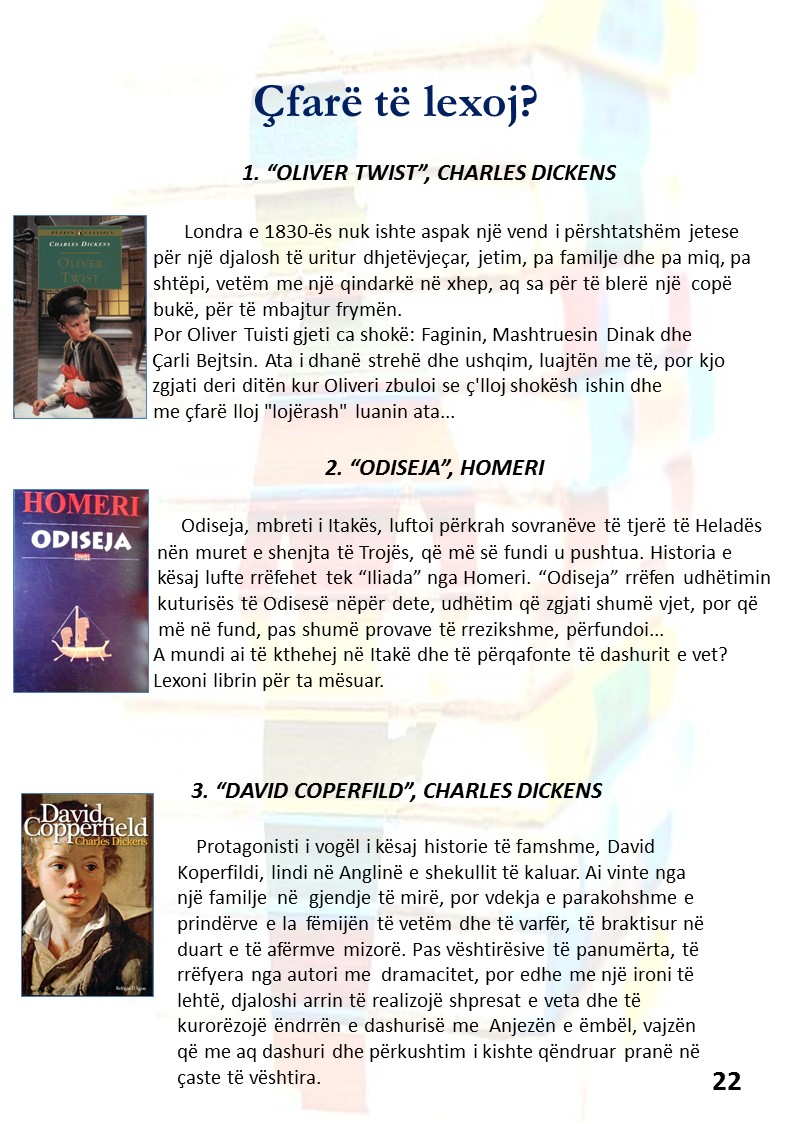 Çfarë të lexoj?
1. “OLIVER TWIST”, CHARLES DICKENS
PUFFIN CLASSICS
CHARLES DICKENS
OLIVER
TWIST
Londra e 1830-ës nuk ishte aspak një vend i përshtatshëm jetese
për një djalosh të uritur dhjetëvjeçar, jetim, pa familje dhe pa miq, pa
shtëpi, vetëm me një qindarkë në xhep, aq sa për të blerë një copë
bukë, për të mbajtur frymën.
Por Oliver Tuisti gjeti ca shokë: Faginin, Mashtruesin Dinak dhe
Çarli Bejtsin. Ata i dhanë strehë dhe ushqim, luajtën me të, por kjo
zgjati deri ditën kur Oliveri zbuloi se ç'lloj shokësh ishin dhe
me çfarë lloj "lojërash" luanin ata...
2. “ODISEJA”, HOMERI
HOMERI
ODISEJA
Odiseja, mbreti i Itakës, luftoi përkrah sovranëve të tjerë të Heladës
nën muret e shenjta të Trojës, që më së fundi u pushtua. Historia e
kësaj lufte rrëfehet tek “Iliada” nga Homeri. “Odiseja” rrëfen udhëtimin
kuturisës të Odisesë nëpër dete, udhëtim që zgjati shumë vjet, por që
më në fund, pas shumë provave të rrezikshme, përfundoi...
A mundi ai të kthehej në Itakë dhe të përqafonte të dashurit e vet?
Lexoni librin për ta mësuar.
3. “DAVID COPERFILD”, CHARLES DICKENS
David
Copperfield
Charles Dickens
Relógio D'Água
Protagonisti i vogël i kësaj historie të famshme, David
Koperfildi, lindi në Anglinë e shekullit të kaluar. Ai vinte nga
një familje në gjendje të mirë, por vdekja e parakohshme e
prindërve e la fëmijën të vetëm dhe të varfër, të braktisur në
duart e të afërmve mizorë. Pas vështirësive të panumërta, të
rrëfyera nga autori me dramacitet, por edhe me një ironi të
lehtë, djaloshi arrin të realizojë shpresat e veta dhe të
kurorëzojë ëndrrën e dashurisë me Anjezën e ëmbël, vajzën
që me aq dashuri dhe përkushtim i kishte qëndruar pranë në
çaste të vështira.
22